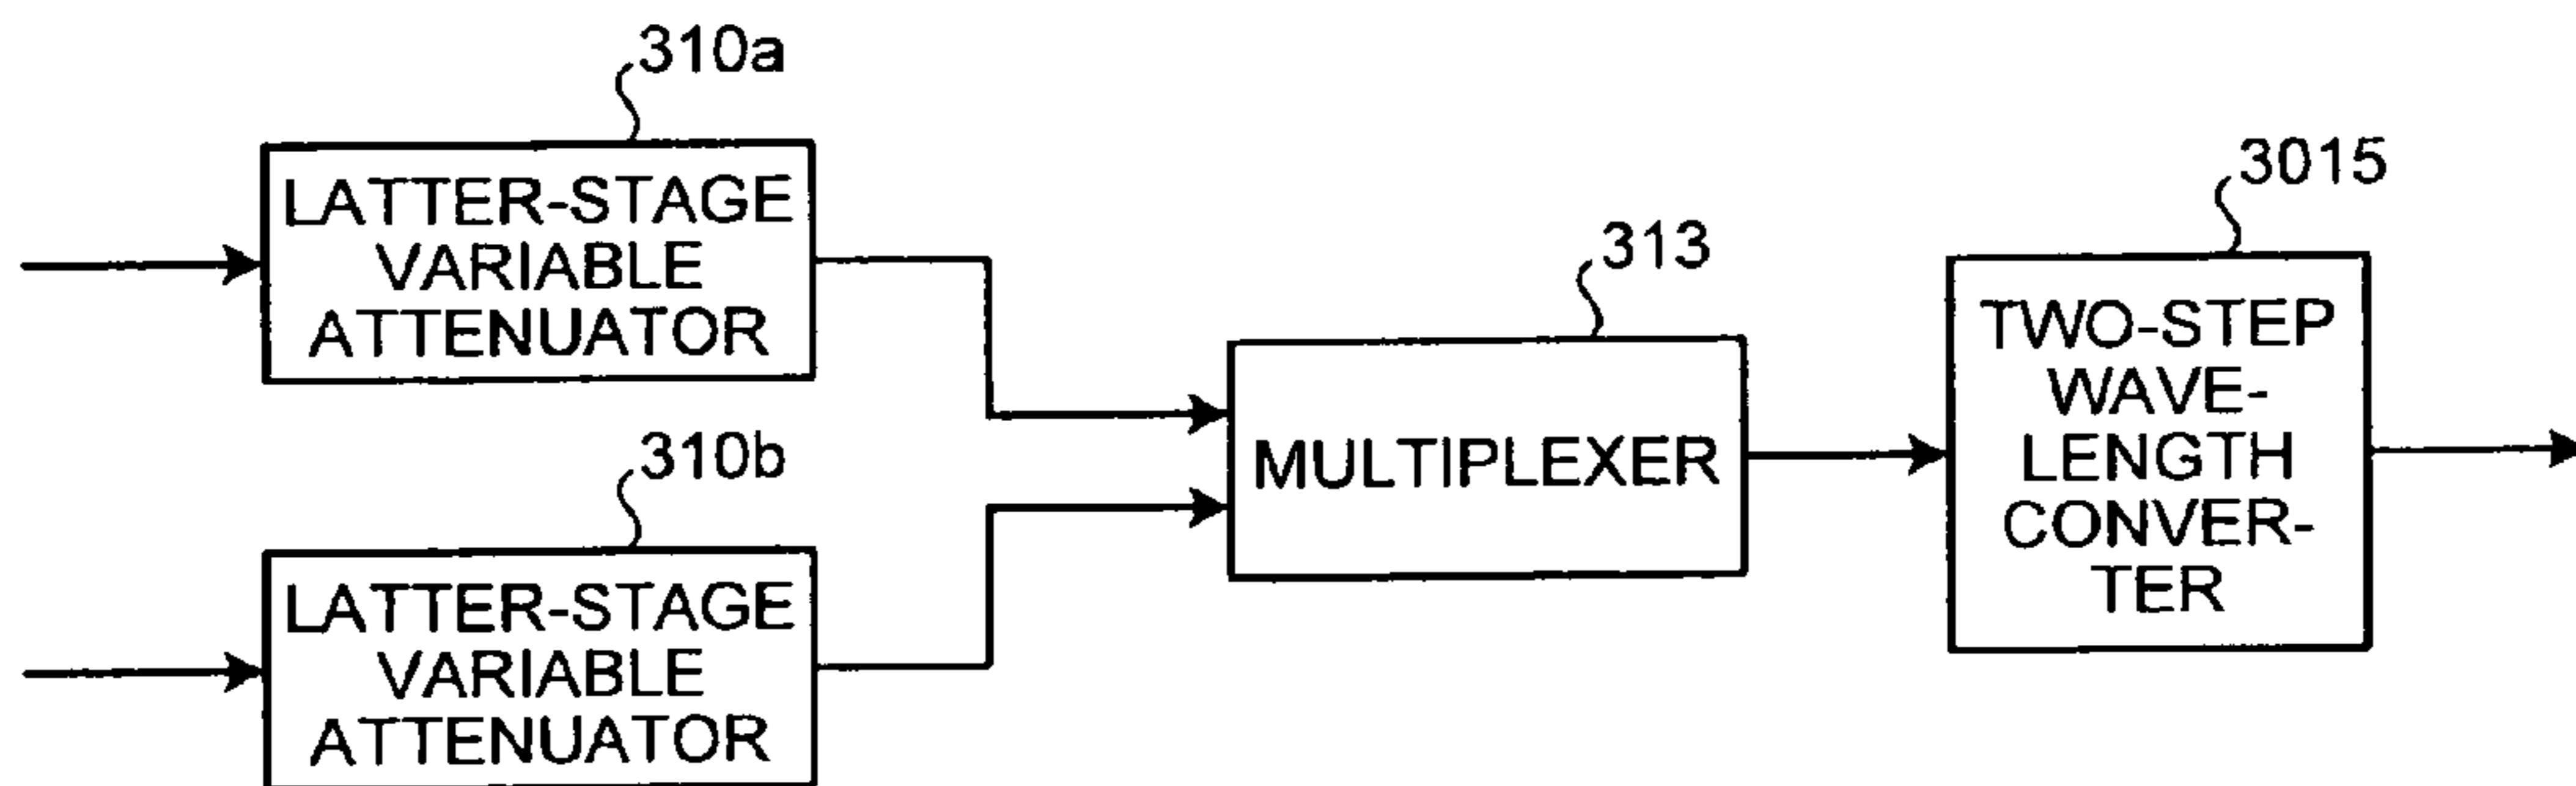 310a
LATTER-STAGE
VARIABLE
ATTENUATOR
310b
LATTER-STAGE
VARIABLE
ATTENUATOR
313
MULTIPLEXER
3015
TWO-STEP
WAVE-
LENGTH
CONVER-
TER